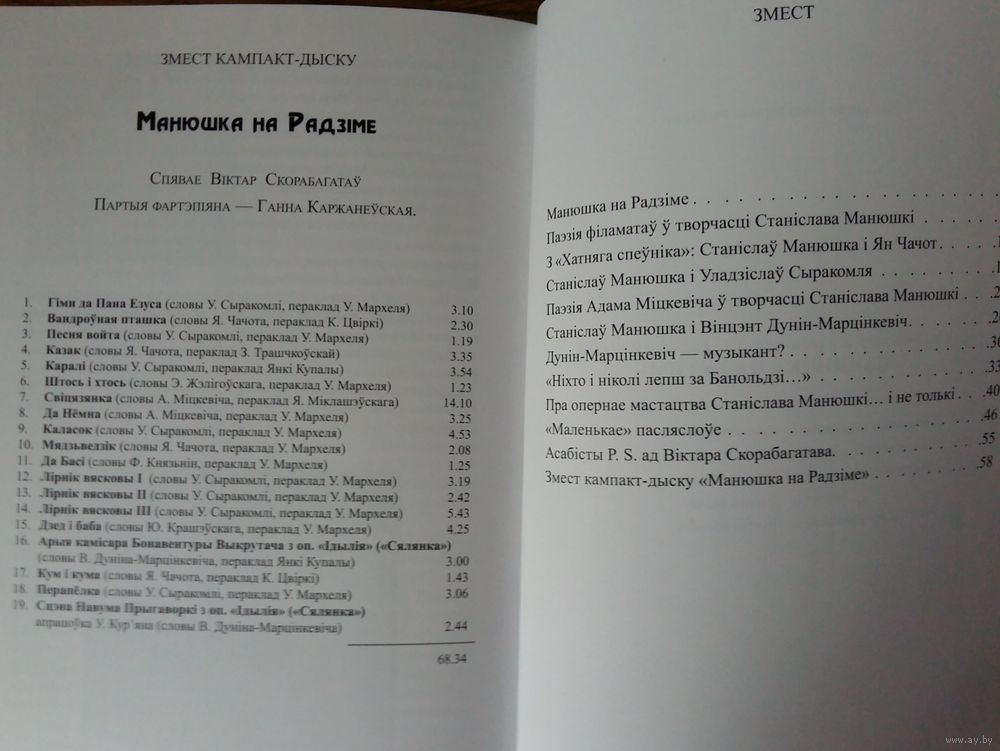 ЗМЕСТ КАМПАКТ-ДЫСКУ
Манюшка на Радзіме
Спявае Віктар Скорабагатаў
Партыя фартэпіяна — Ганна Каржанеўская.
1. Гімн да Пана Езуса (словы У. Сыракомлі, пераклад У. Мархеля) 3.10
2. Вандроўная пташка (словы Я. Чачота, пераклад К. Цвіркі) 2.30
3. Песня войта (словы У. Сыракомлі, пераклад У. Мархеля) 1.19
4. Казак (словы Я. Чачота, пераклад З. Трашчкоўскай) 3.35
5. Каралі (словы У. Сыракомлі, пераклад Янкі Купалы) 3.54
6. Штось і хтось (словы Э. Жэлігоўскага, пераклад У. Мархеля) 1.23
7. Свіцязянка (словы А. Міцкевіча, пераклад Я. Міклашэўскага) 14.10
8. Да Нёмна (словы А. Міцкевіча, пераклад У. Мархеля) 3.25
9. Каласок (словы У. Сыракомлі, пераклад У. Мархеля) 4.53
10. Мядзьведзік (словы Я. Чачота, пераклад У. Мархеля) 2.08
11. Да Басі (словы Ф. Князьнін, пераклад У. Мархеля) 1.25
12. Лірнік вясковы I (словы У. Сыракомлі, пераклад У. Мархеля) 3.19
13. Лірнік вясковы II (словы У. Сыракомлі, пераклад У. Мархеля) 2.42
14. Лірнік вясковы III (словы У. Сыракомлі, пераклад У. Мархеля) 5.43
15. Дзед і баба (словы Ю. Крашэўскага, пераклад У. Мархеля) 4.25
16. Арыя камісара Бонавентуры Выкрутача з оп. «Ідылія» («Сялянка»)
(словы В. Дуніна-Марцінкевіча, пераклад Янкі Купалы) 3.00
17. Кум і кума (словы Я. Чачота, пераклад К. Цвіркі) 1.43
18. Перапёлка (словы У. Сыракомлі, пераклад У. Мархеля) 3.06
19. Сцэна Навума Прыгаворкі з оп. «Ідылія» («Сялянка»)
апрацоўка У. Кур'яна (словы В. Дуніна-Марцінкевіча) 2.44
68.34
ЗМЕСТ
Манюшка на Радзіме
Паэзія філаматаў ў творчасці Станіслава Манюшкі
З «Хатняга спеўніка»: Станіслаў Манюшка і Ян Чачот
Станіслаў Манюшка і Уладзіслаў Сыракомля
Паэзія Адама Міцкевіча ў творчасці Станіслава Манюшкі
Станіслаў Манюшка і Вінцэнт Дунін-Марцінкевіч
Дунін-Марцінкевіч — музыкант?
«Ніхто і ніколі лепш за Банольдзі...» 33
Пра опернае мастацтва Станіслава Манюшкі... і не толькі 40
«Маленькае» пасляслоўе 46
Асабісты P. S. ад Віктара Скорабагатава. 55
Змест кампакт-дыску «Манюшка на Радзіме» 58
www.ay.by